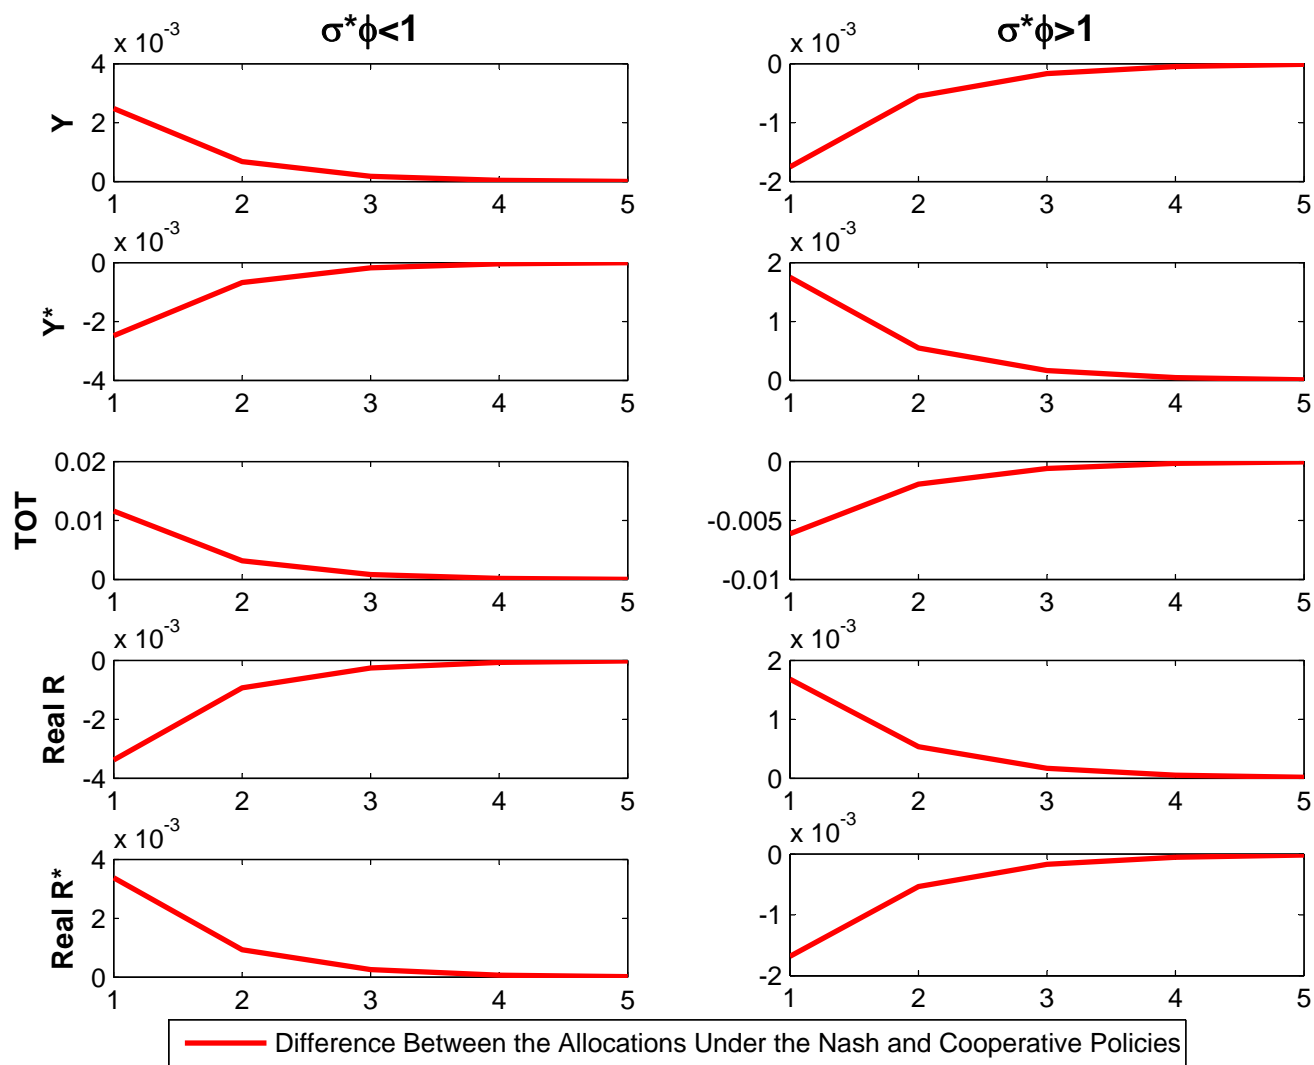 σ*ϕ<1
x 10^-3
4
2
0
Y
1 2 3 4 5
σ*ϕ>1
x 10^-3
0
-1
-2
1 2 3 4 5
x 10^-3
0
-2
-4
Y*
1 2 3 4 5
x 10^-3
2
1
0
1 2 3 4 5
0.02
0.01
0
TOT
1 2 3 4 5
0
-0.005
-0.01
1 2 3 4 5
x 10^-3
0
-2
-4
Real R
1 2 3 4 5
2
1
0
x 10^-3
1 2 3 4 5
x 10^-3
4
2
0
Real R*
1 2 3 4 5
x 10^-3
0
-1
-2
1 2 3 4 5
Difference Between the Allocations Under the Nash and Cooperative Policies